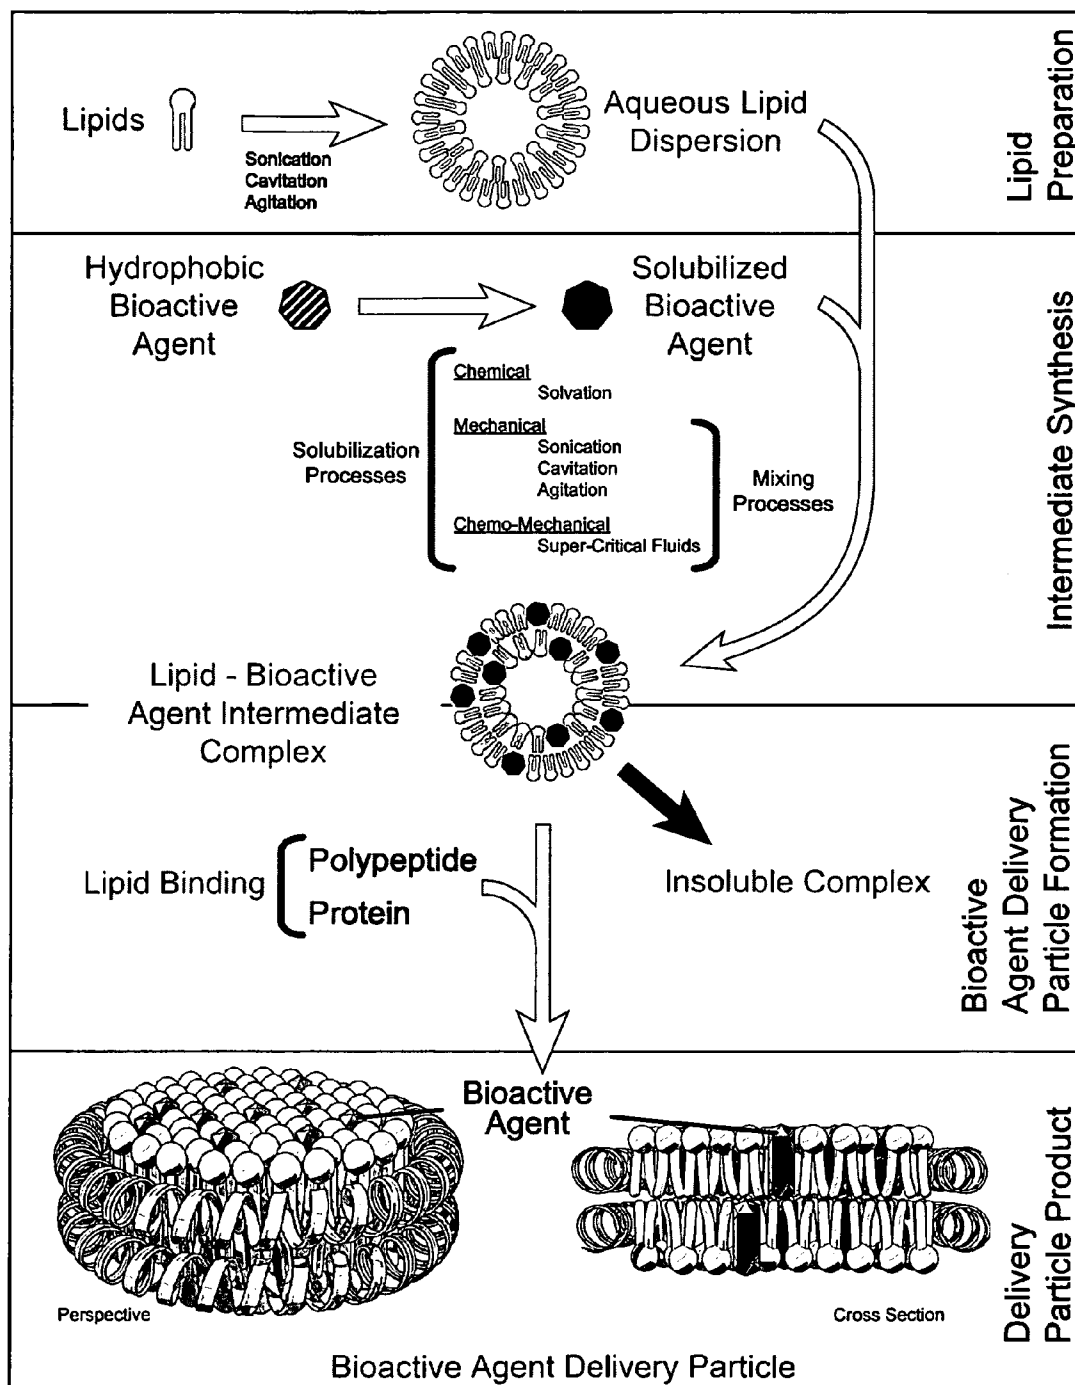 Lipids
Sonication
Cavitation
Agitation
Aqueous Lipid
Dispersion
Lipid
Preparation
Hydrophobic
Bioactive
Agent
Solubilized
Bioactive
Agent
Solubilization
Processes
Chemical
Solvation
Mechanical
Sonication
Cavitation
Agitation
Chemo-Mechanical
Super-Critical Fluids
Mixing
Processes
Intermediate Synthesis
Lipid - Bioactive
Agent Intermediate
Complex
Lipid Binding
Polypeptide
Protein
Insoluble Complex
Bioactive
Agent Delivery
Particle Formation
Bioactive
Agent
Perspective
Cross Section
Delivery
Particle Product
Bioactive Agent Delivery Particle